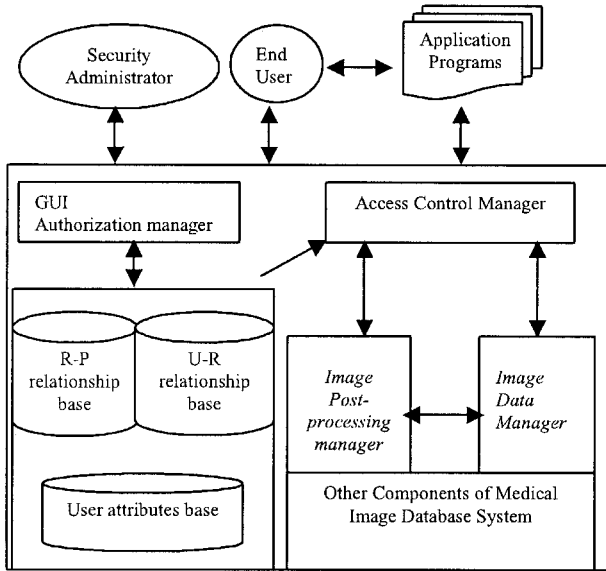 Security
Administrator
End
User
Application
Programs
GUI
Authorization manager
Access Control Manager
R-P
relationship
base
U-R
relationship
base
Image
Post-
processing
manager
Image
Data
Manager
User attributes base
Other Components of Medical
Image Database System